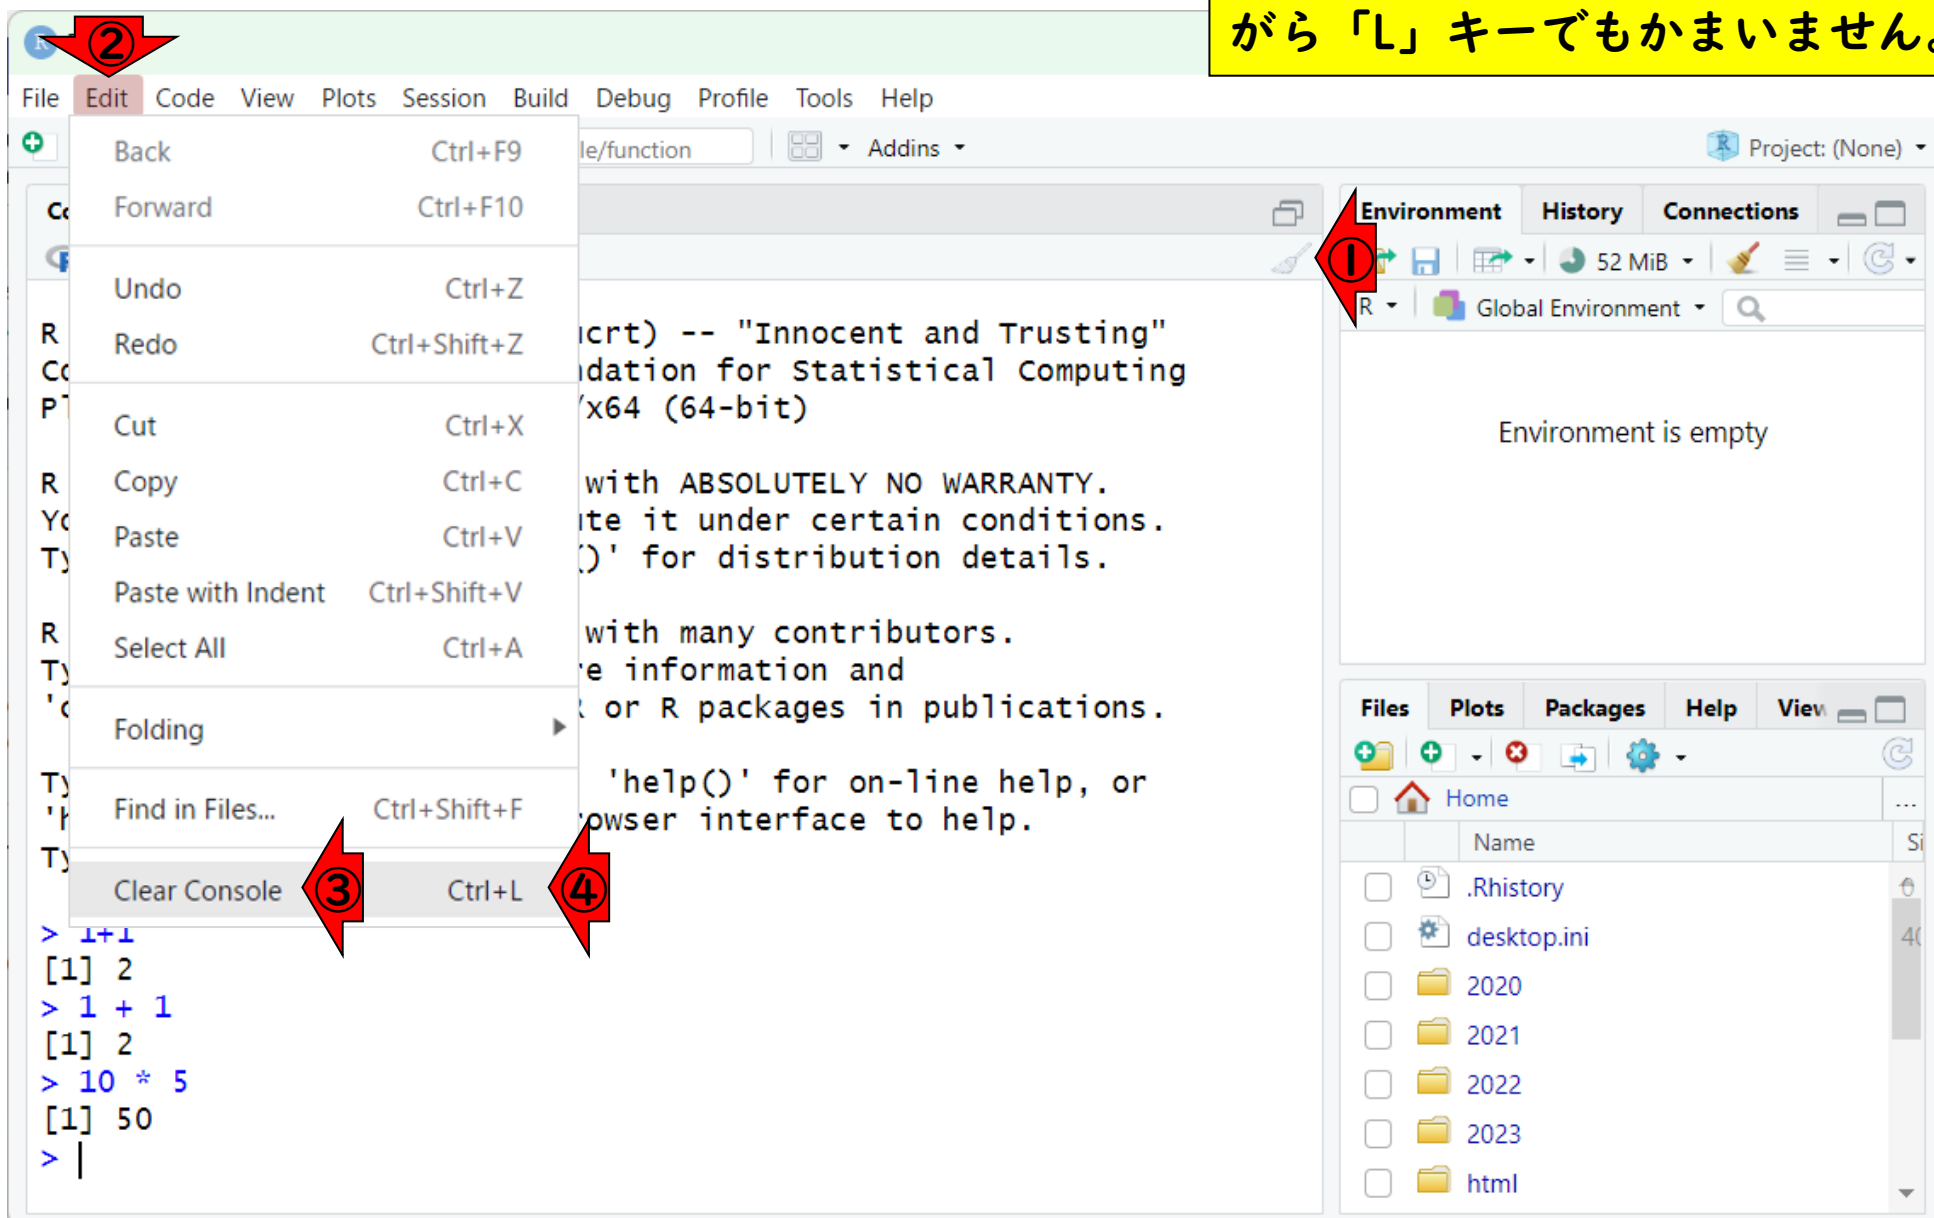 がら「L」キーでもかまいません。
②
File Edit Code View Plots Session Build Debug Profile Tools Help
le/function Addins Project: (None)
Back Ctrl+F9
Forward Ctrl+F10
Undo Ctrl+Z
Redo Ctrl+Shift+Z
Cut Ctrl+X
Copy Ctrl+C
Paste Ctrl+V
Paste with Indent Ctrl+Shift+V
Select All Ctrl+A
Folding
Find in Files... Ctrl+Shift+F
Clear Console ③ Ctrl+L ④
①
R crt) -- "Innocent and Trusting"
dation for Statistical Computing
/x64 (64-bit)
R with ABSOLUTELY NO WARRANTY.
te it under certain conditions.
()' for distribution details.
R with many contributors.
e information and
or R packages in publications.
'help()' for on-line help, or
owser interface to help.
> 1+1
[1] 2
> 1 + 1
[1] 2
> 10 * 5
[1] 50
>
Environment History Connections
52 MiB
R Global Environment
Environment is empty
Files Plots Packages Help View
Home ...
Name Si
.Rhistory
desktop.ini 40
2020
2021
2022
2023
html